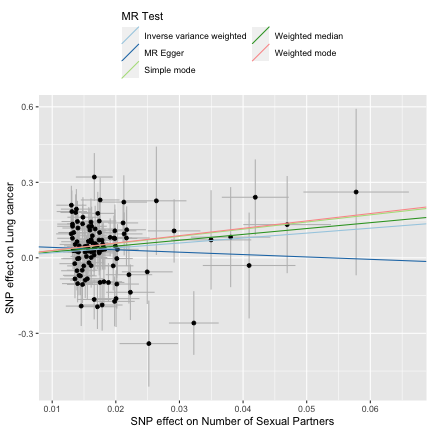 MR Test
Inverse variance weighted
Weighted median
MR Egger
Weighted mode
Simple mode
0.6
0.3
0.0
-0.3
SNP effect on Lung cancer
0.01 0.02 0.03 0.04 0.05 0.06
SNP effect on Number of Sexual Partners